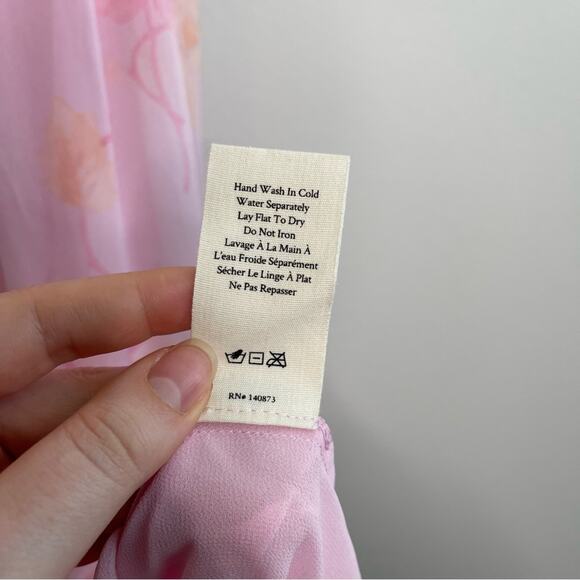 Hand Wash In Cold
Water Separately
Lay Flat To Dry
Do Not Iron
Lavage À La Main À
L'eau Froide Séparément
Sécher Le Linge À Plat
Ne Pas Repasser
RN# 140873